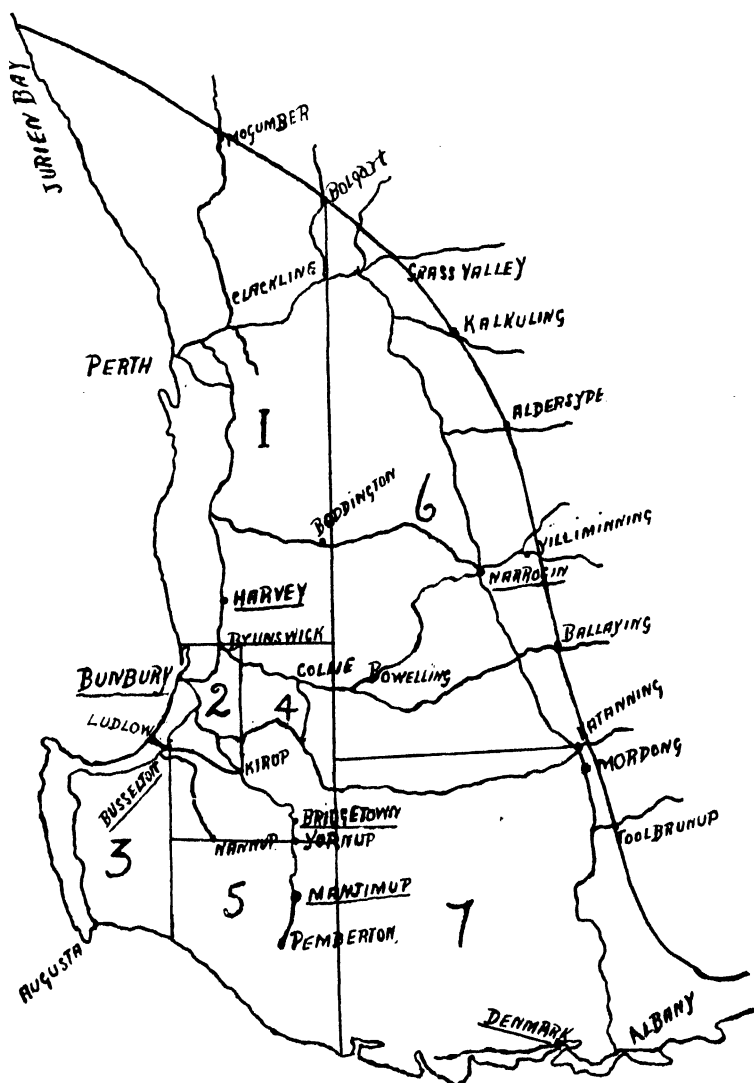 JURIEN BAY
MOGUMBER
Bolgart
CLACKLINE
GRASS VALLEY
KALKULING
PERTH
ALDERSYDE
1
BODDINGTON
6
YILLIMINNING
NARROGIN
HARVEY
BRUNSWICK
BALLAYING
COLLIE
BOWELLING
BUNBURY
2
4
LUDLOW
KATANNING
KIRUP
MORDONG
BUSSELTON
BRIDGETOWN
NANNUP
YORNUP
TOOLBRUNUP
3
5
MANJIMUP
7
PEMBERTON.
AUGUSTA
DENMARK
ALBANY